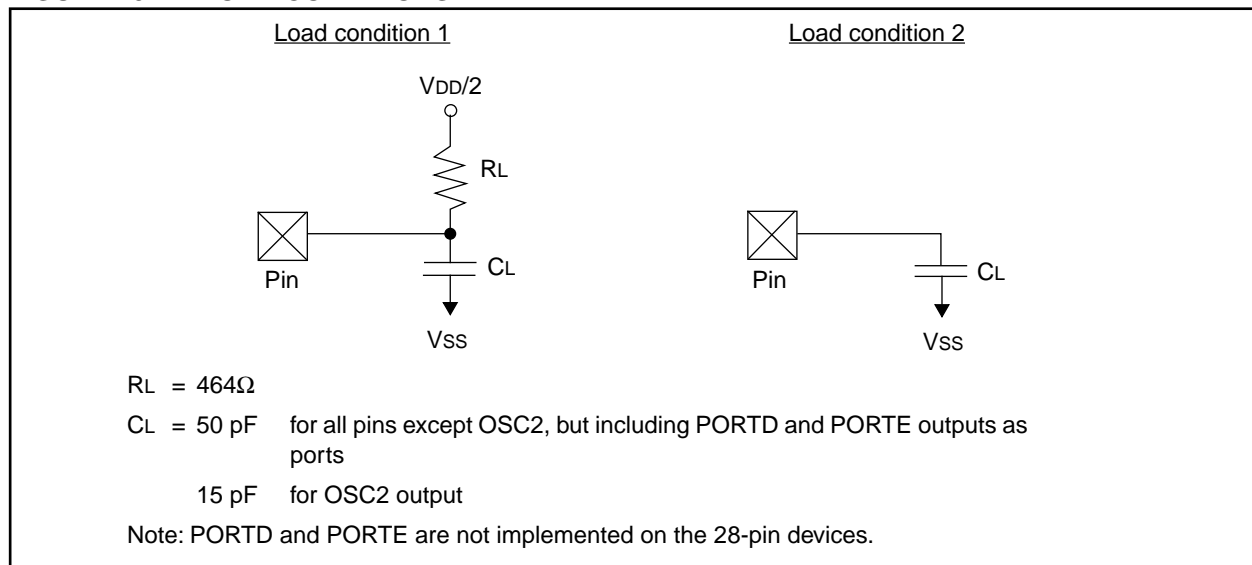 Load condition 1
Load condition 2
VDD/2
RL
Pin
CL
VSS
Pin
CL
VSS
RL = 464Ω
CL = 50 pF for all pins except OSC2, but including PORTD and PORTE outputs as
ports
15 pF for OSC2 output
Note: PORTD and PORTE are not implemented on the 28-pin devices.